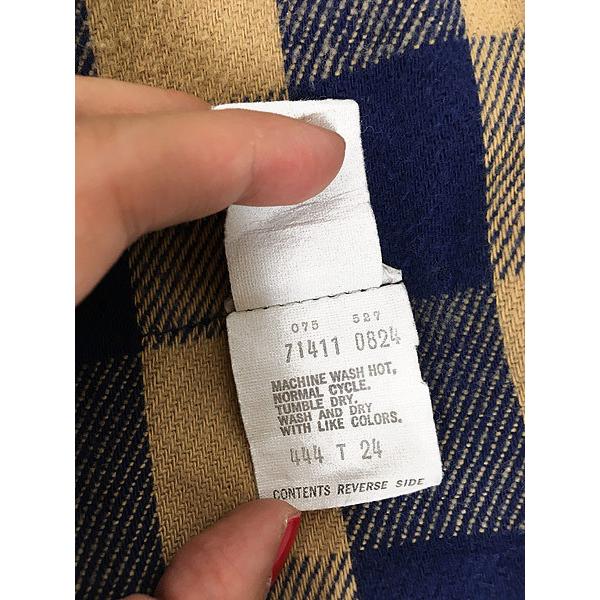 075 527
71411 0824
MACHINE WASH HOT,
NORMAL CYCLE.
TUMBLE DRY.
WASH AND DRY
WITH LIKE COLORS.
444 T 24
CONTENTS REVERSE SIDE